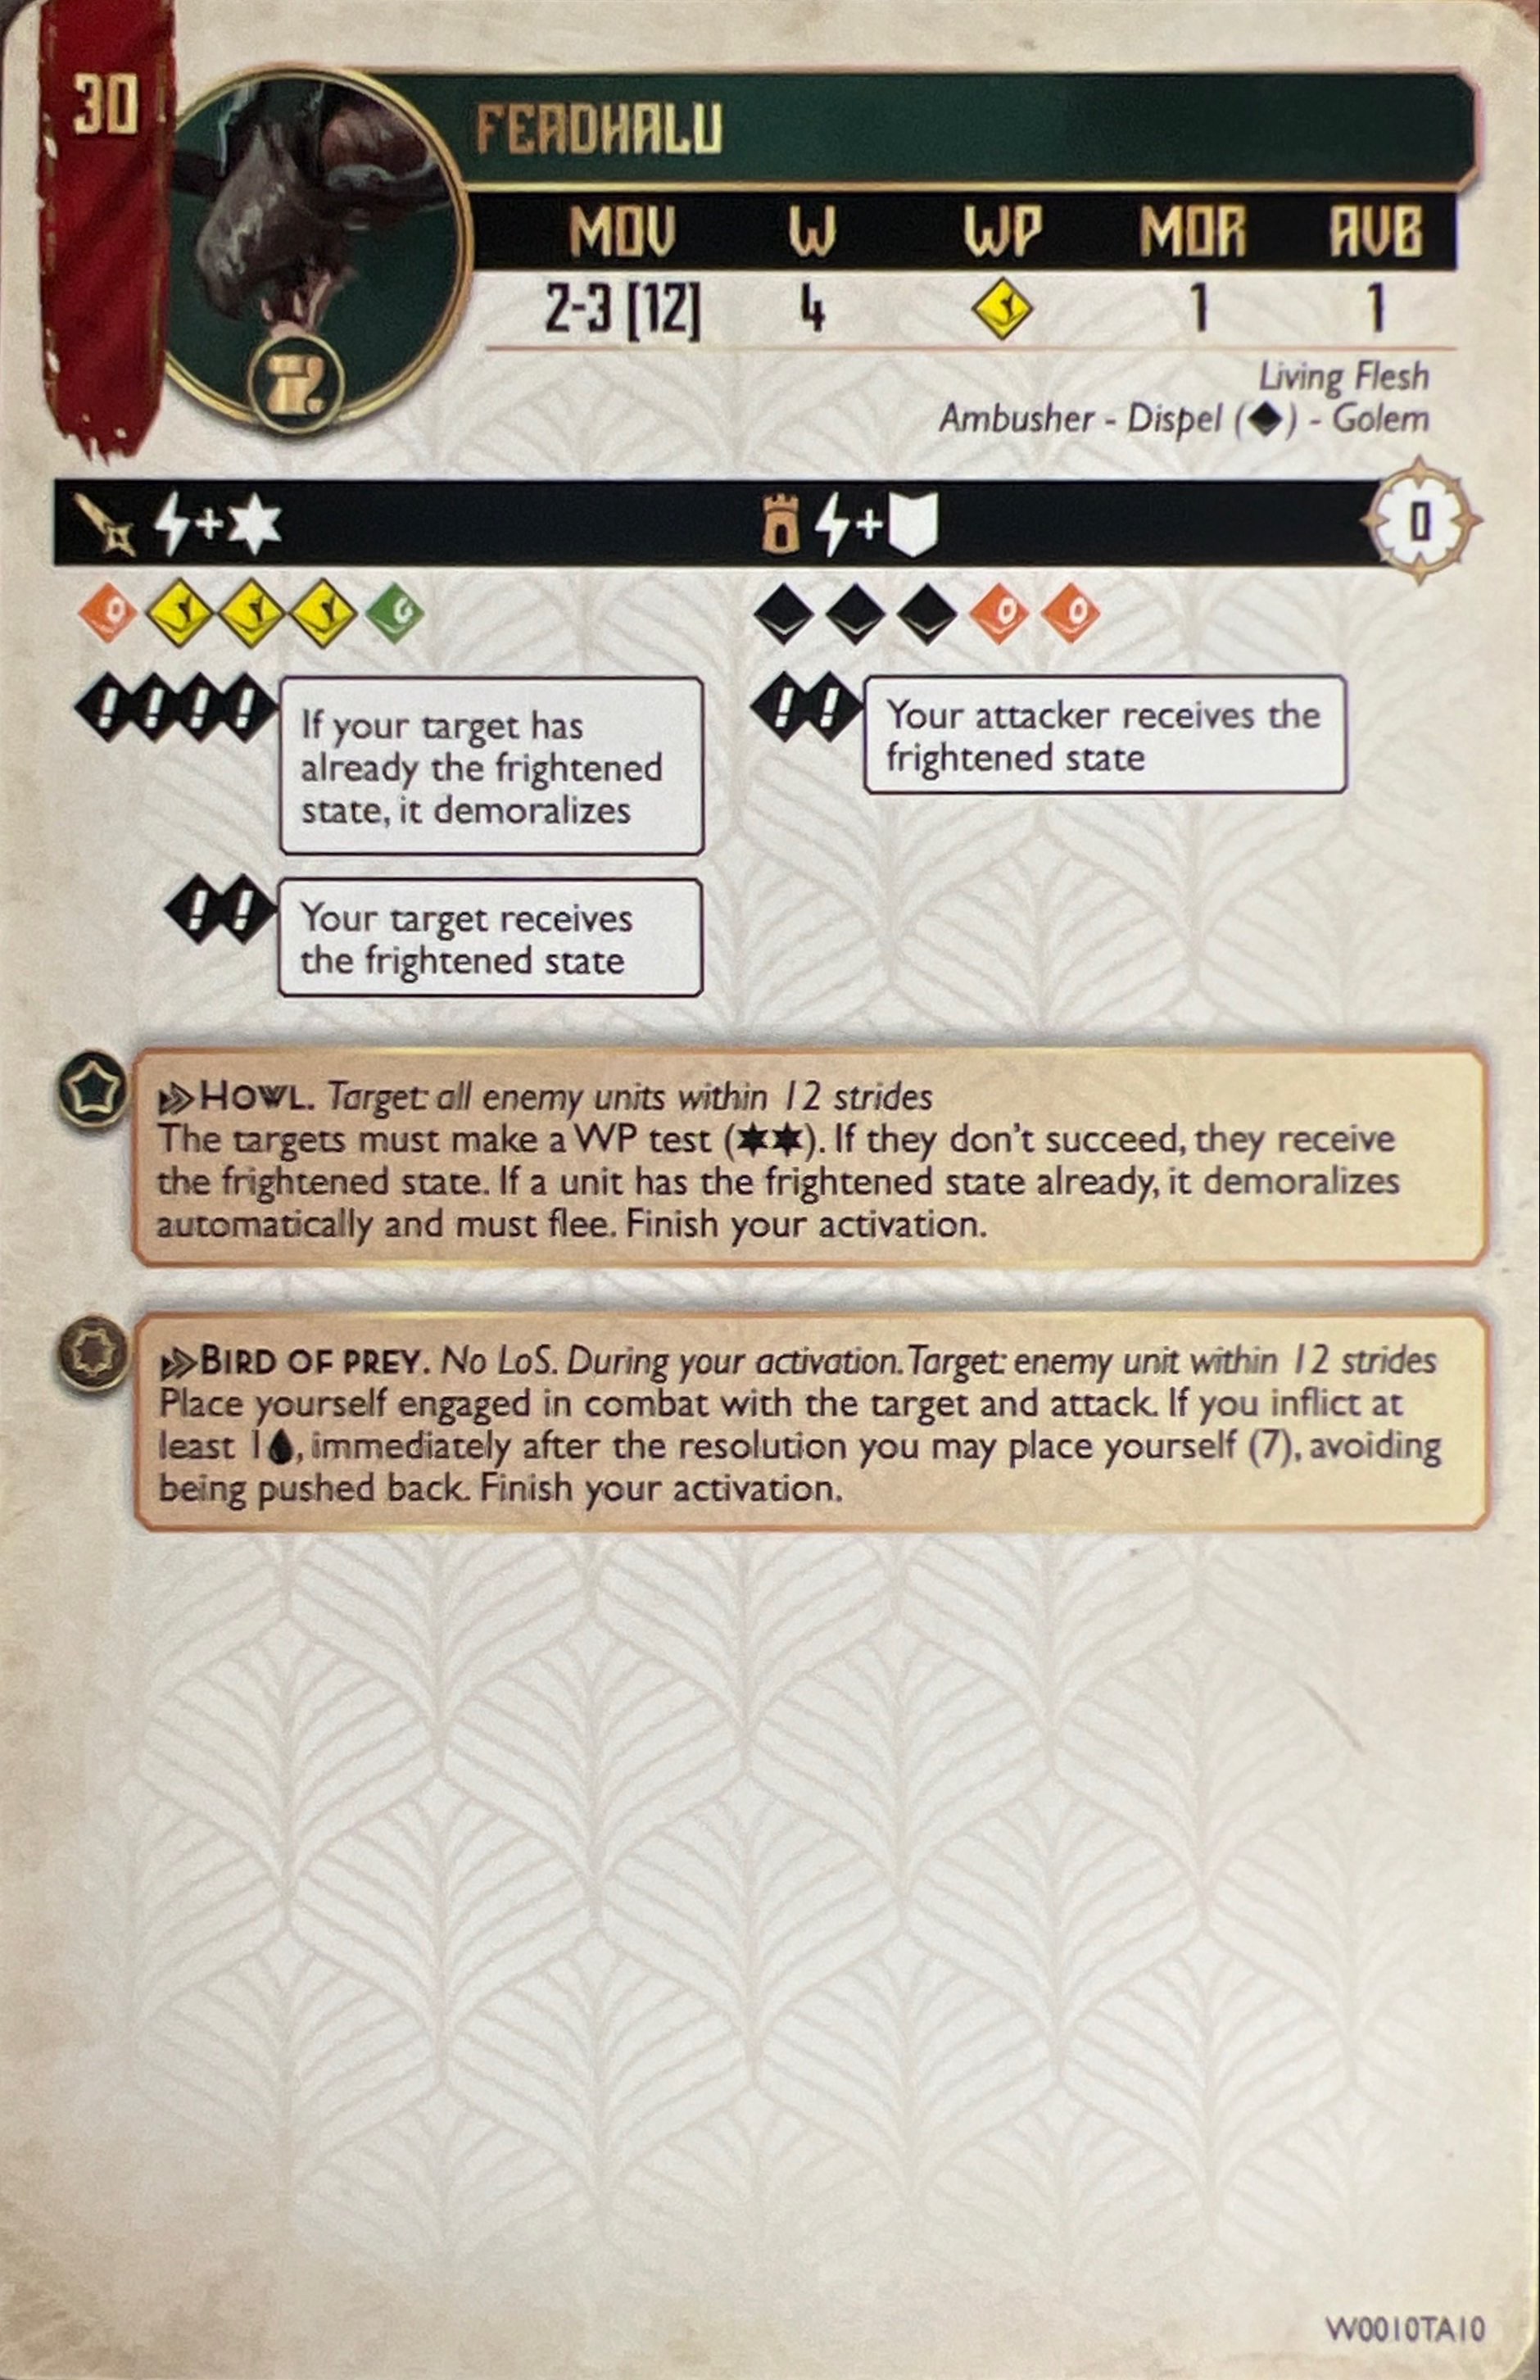 30
FEADHALU
MOV W WP MOR AVB
2-3 [12] 4 Y 1 1
Living Flesh
Ambusher - Dispel (◆) - Golem
+ + 0
O Y Y Y G O O
! ! ! ! If your target has
already the frightened
state, it demoralizes
! ! Your attacker receives the
frightened state
! ! Your target receives
the frightened state
HOWL. Target: all enemy units within 12 strides
The targets must make a WP test (✶✶). If they don't succeed, they receive
the frightened state. If a unit has the frightened state already, it demoralizes
automatically and must flee. Finish your activation.
BIRD OF PREY. No LoS. During your activation. Target: enemy unit within 12 strides
Place yourself engaged in combat with the target and attack. If you inflict at
least 1, immediately after the resolution you may place yourself (7), avoiding
being pushed back. Finish your activation.
W0010TA10